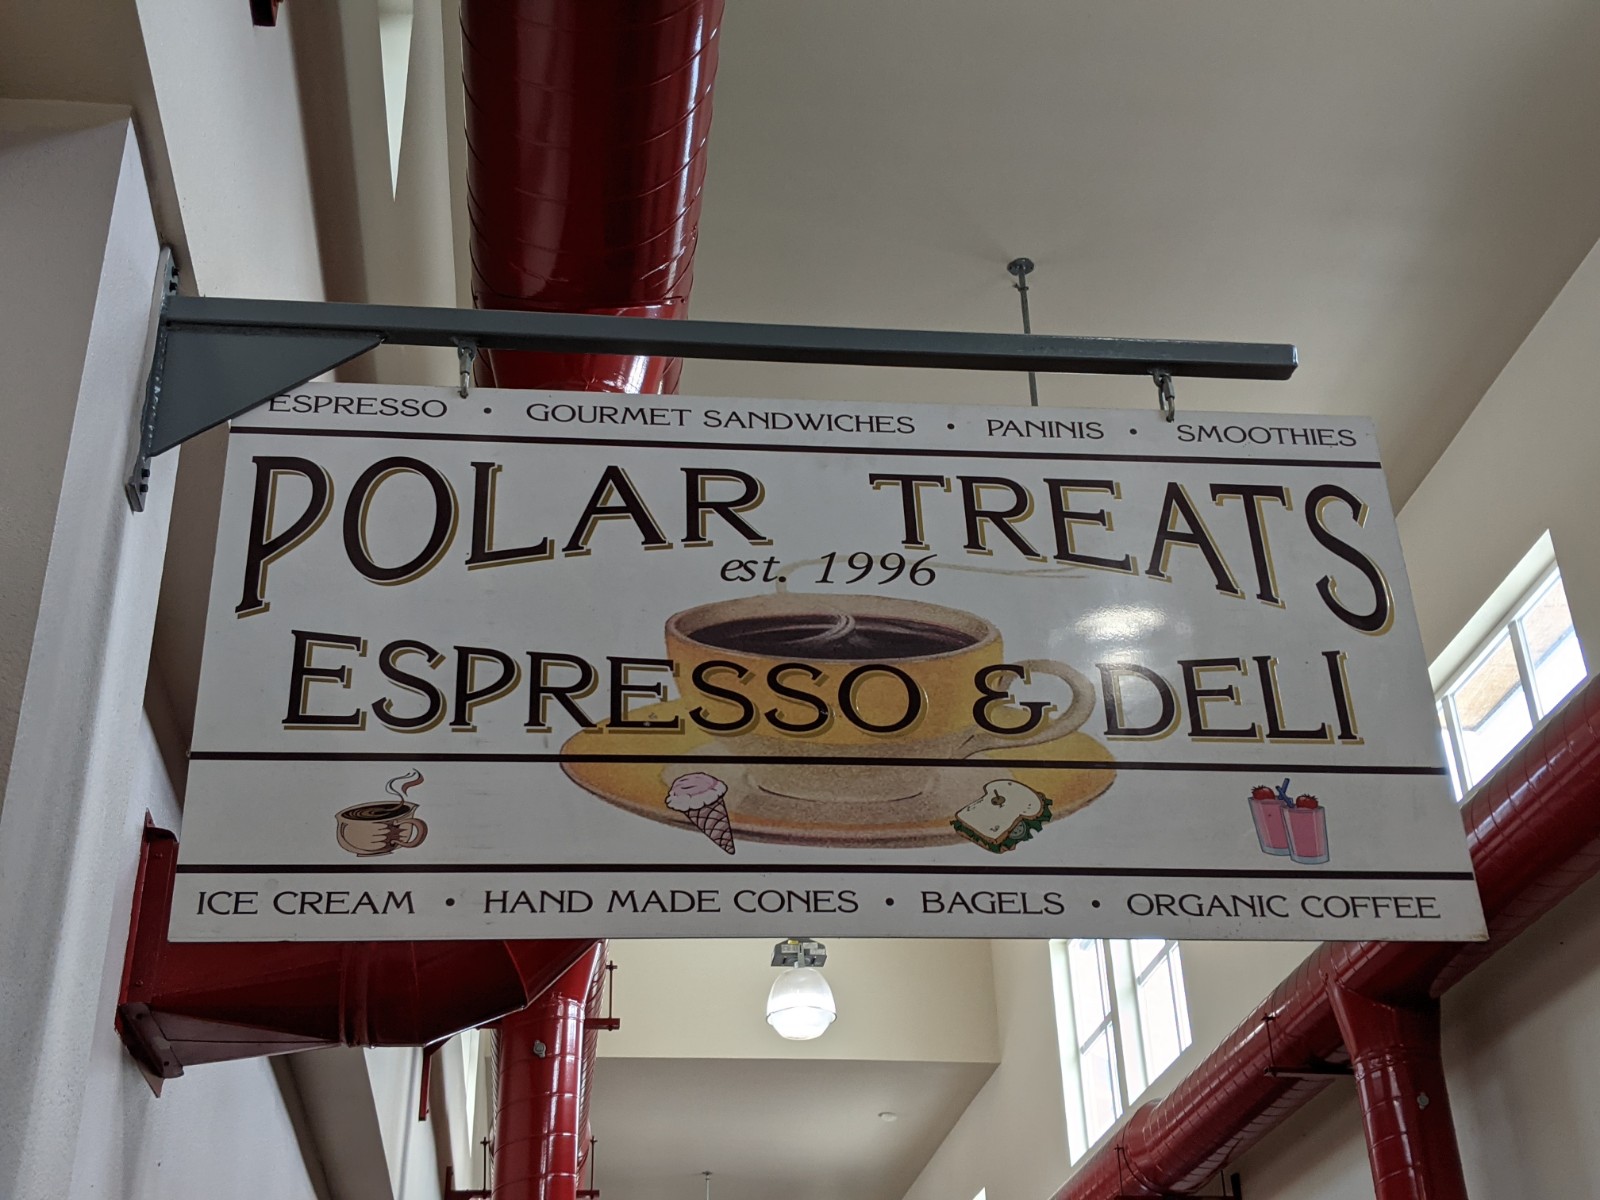 ESPRESSO • GOURMET SANDWICHES • PANINIS • SMOOTHIES
POLAR TREATS
est. 1996
ESPRESSO & DELI
ICE CREAM • HAND MADE CONES • BAGELS • ORGANIC COFFEE